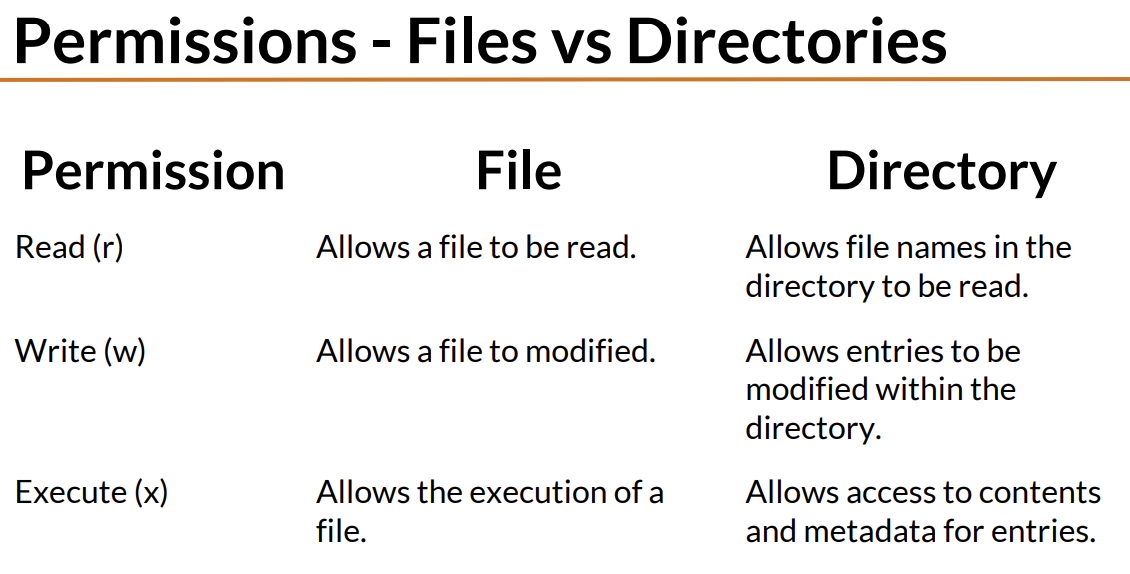 Permissions - Files vs Directories
Permission File Directory
Read (r) Allows a file to be read. Allows file names in the
directory to be read.
Write (w) Allows a file to modified. Allows entries to be
modified within the
directory.
Execute (x) Allows the execution of a Allows access to contents
file. and metadata for entries.